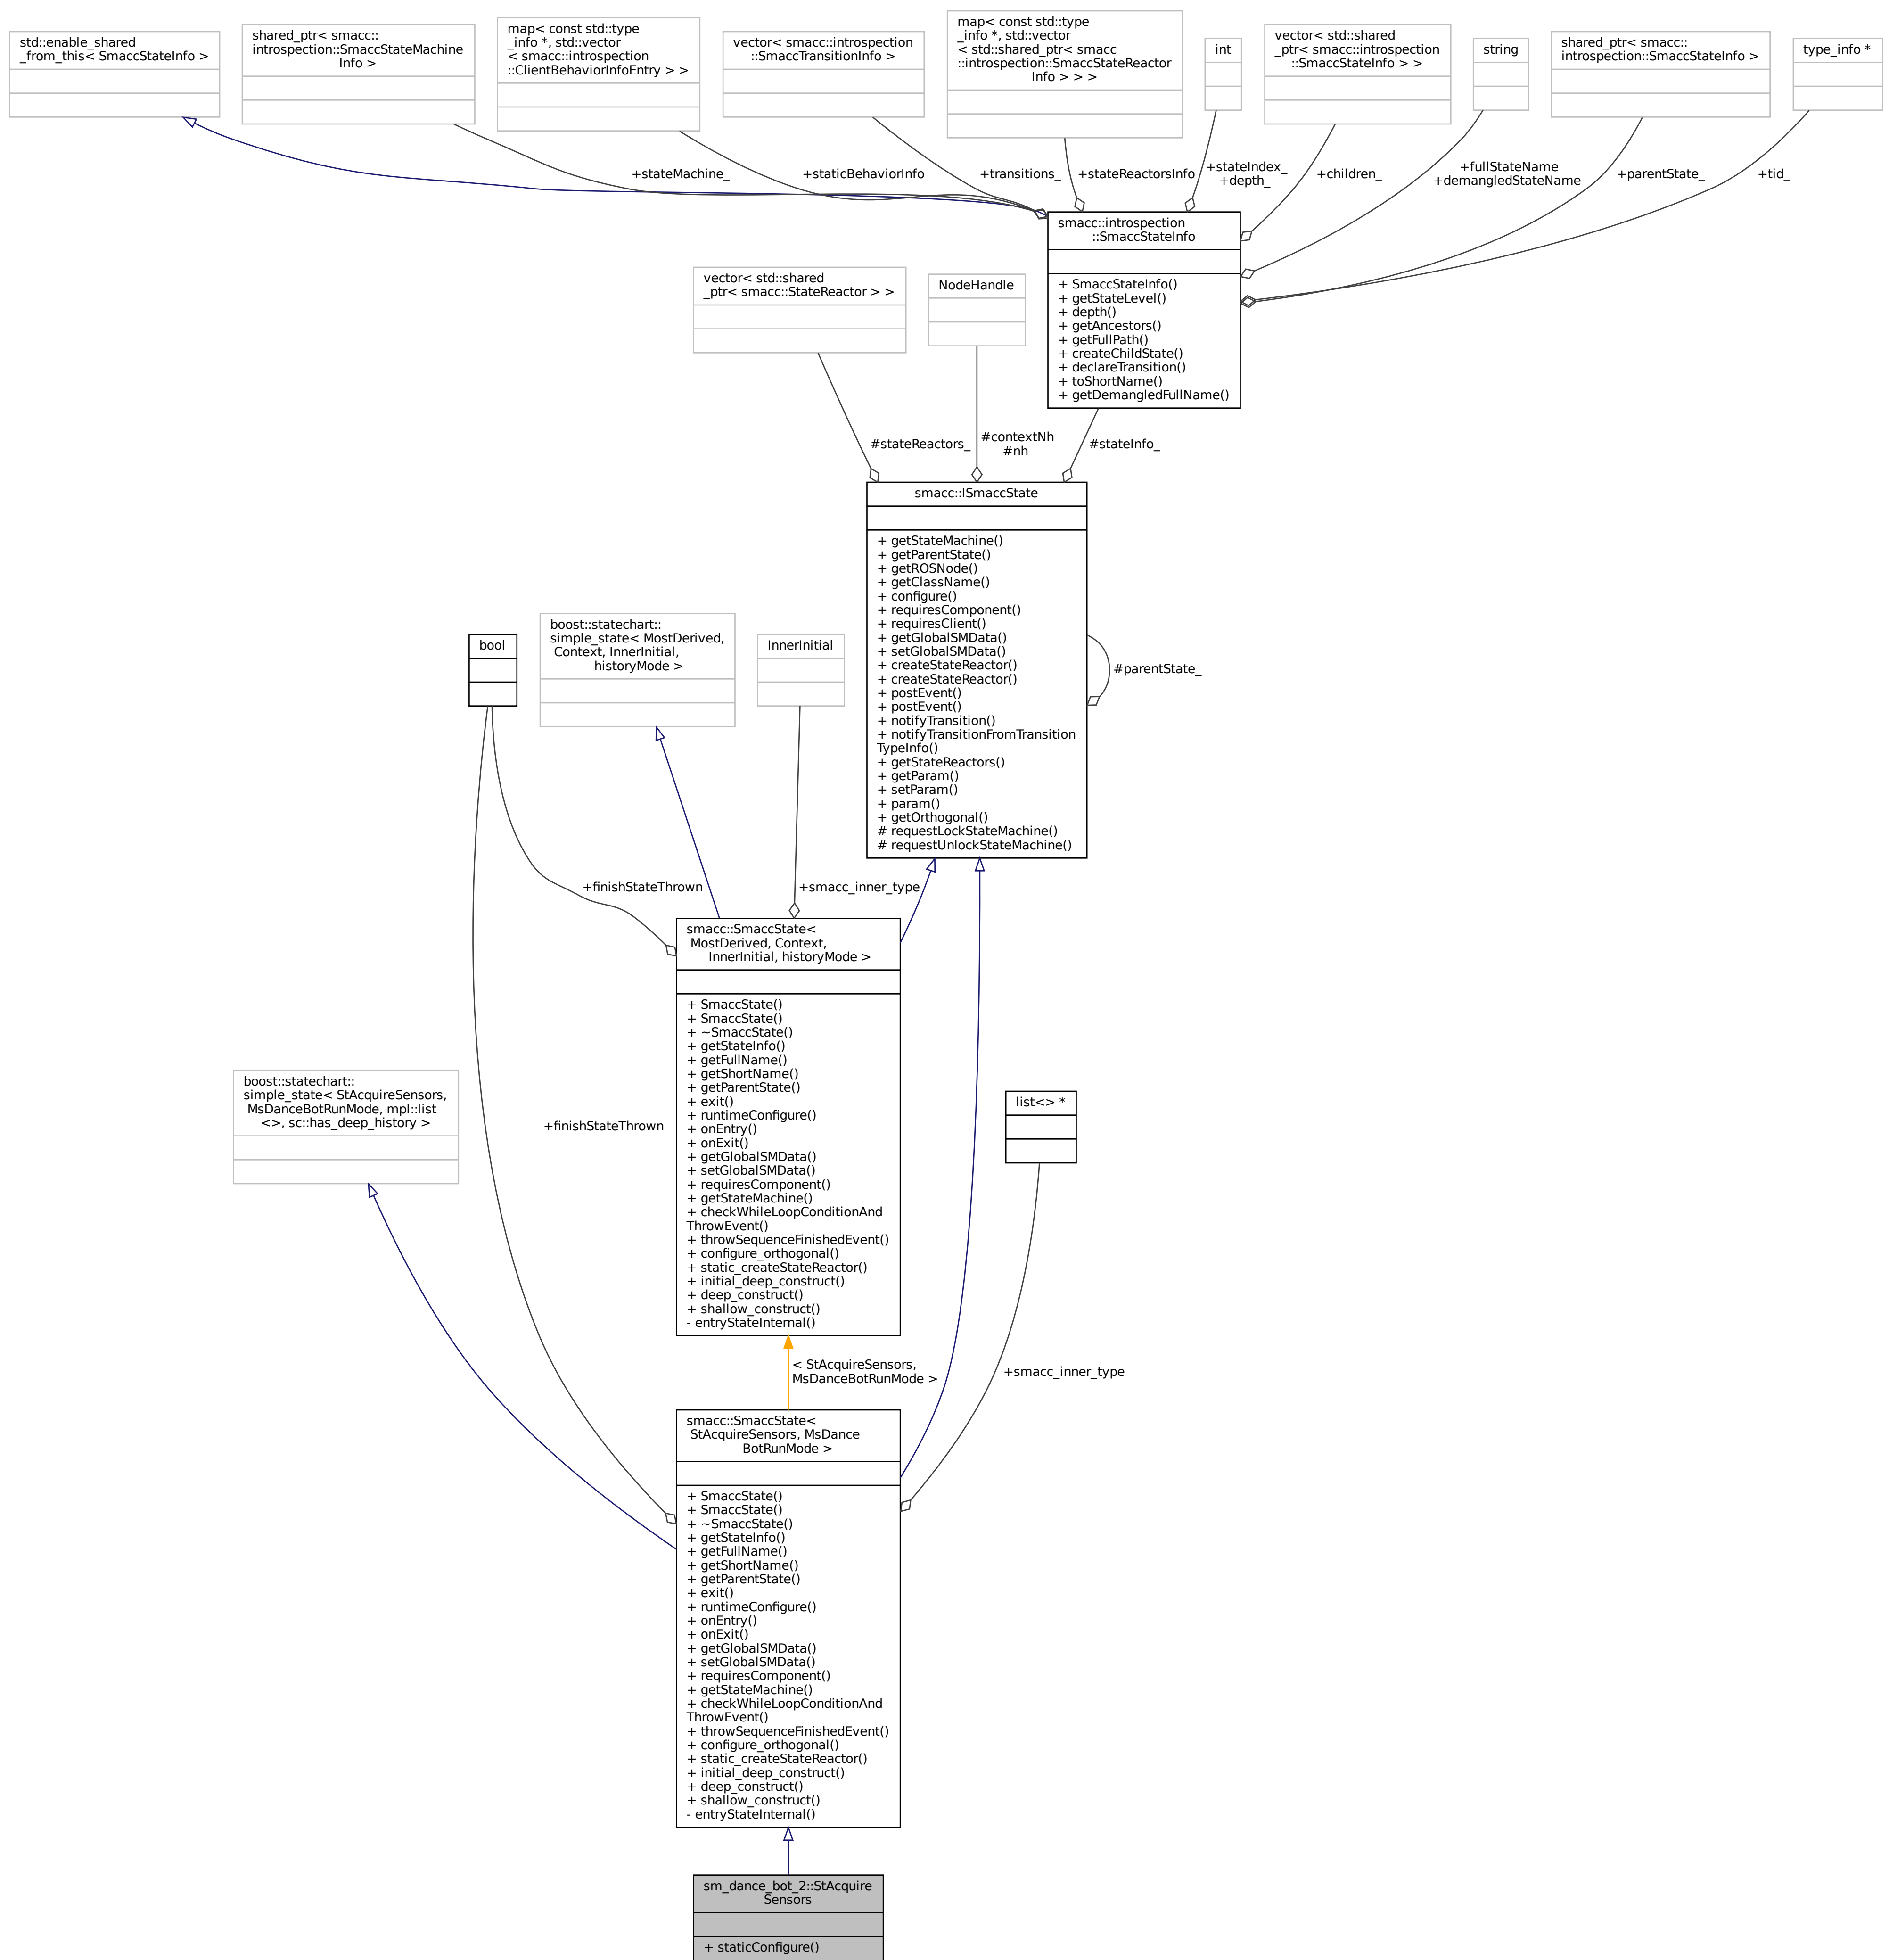 std::enable_shared
_from_this< SmaccStateInfo >
shared_ptr< smacc::
introspection::SmaccStateMachine
Info >
map< const std::type
_info *, std::vector
< smacc::introspection
::ClientBehaviorInfoEntry > >
vector< smacc::introspection
::SmaccTransitionInfo >
map< const std::type
_info *, std::vector
< std::shared_ptr< smacc
::introspection::SmaccStateReactor
Info > > >
int
vector< std::shared
_ptr< smacc::introspection
::SmaccStateInfo > >
string
shared_ptr< smacc::
introspection::SmaccStateInfo >
type_info *
+stateMachine_
+staticBehaviorInfo
+transitions_
+stateReactorsInfo
+stateIndex_
+depth_
+children_
+fullStateName
+demangledStateName
+parentState_
+tid_
smacc::introspection
::SmaccStateInfo
+ SmaccStateInfo()
+ getStateLevel()
+ depth()
+ getAncestors()
+ getFullPath()
+ createChildState()
+ declareTransition()
+ toShortName()
+ getDemangledFullName()
vector< std::shared
_ptr< smacc::StateReactor > >
NodeHandle
#stateReactors_
#contextNh
#nh
#stateInfo_
smacc::ISmaccState
+ getStateMachine()
+ getParentState()
+ getROSNode()
+ getClassName()
+ configure()
+ requiresComponent()
+ requiresClient()
+ getGlobalSMData()
+ setGlobalSMData()
+ createStateReactor()
+ createStateReactor()
+ postEvent()
+ postEvent()
+ notifyTransition()
+ notifyTransitionFromTransition
TypeInfo()
+ getStateReactors()
+ getParam()
+ setParam()
+ param()
+ getOrthogonal()
# requestLockStateMachine()
# requestUnlockStateMachine()
#parentState_
bool
boost::statechart::
simple_state< MostDerived,
Context, InnerInitial,
historyMode >
InnerInitial
+finishStateThrown
+smacc_inner_type
smacc::SmaccState<
MostDerived, Context,
InnerInitial, historyMode >
+ SmaccState()
+ SmaccState()
+ ~SmaccState()
+ getStateInfo()
+ getFullName()
+ getShortName()
+ getParentState()
+ exit()
+ runtimeConfigure()
+ onEntry()
+ onExit()
+ getGlobalSMData()
+ setGlobalSMData()
+ requiresComponent()
+ getStateMachine()
+ checkWhileLoopConditionAnd
ThrowEvent()
+ throwSequenceFinishedEvent()
+ configure_orthogonal()
+ static_createStateReactor()
+ initial_deep_construct()
+ deep_construct()
+ shallow_construct()
- entryStateInternal()
boost::statechart::
simple_state< StAcquireSensors,
MsDanceBotRunMode, mpl::list
<>, sc::has_deep_history >
+finishStateThrown
list<> *
< StAcquireSensors,
MsDanceBotRunMode >
+smacc_inner_type
smacc::SmaccState<
StAcquireSensors, MsDance
BotRunMode >
+ SmaccState()
+ SmaccState()
+ ~SmaccState()
+ getStateInfo()
+ getFullName()
+ getShortName()
+ getParentState()
+ exit()
+ runtimeConfigure()
+ onEntry()
+ onExit()
+ getGlobalSMData()
+ setGlobalSMData()
+ requiresComponent()
+ getStateMachine()
+ checkWhileLoopConditionAnd
ThrowEvent()
+ throwSequenceFinishedEvent()
+ configure_orthogonal()
+ static_createStateReactor()
+ initial_deep_construct()
+ deep_construct()
+ shallow_construct()
- entryStateInternal()
sm_dance_bot_2::StAcquire
Sensors
+ staticConfigure()